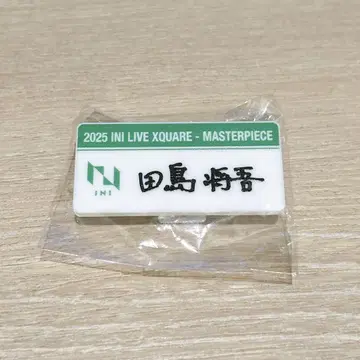 2025 INI LIVE XQUARE - MASTERPIECE
INI
田島将吾